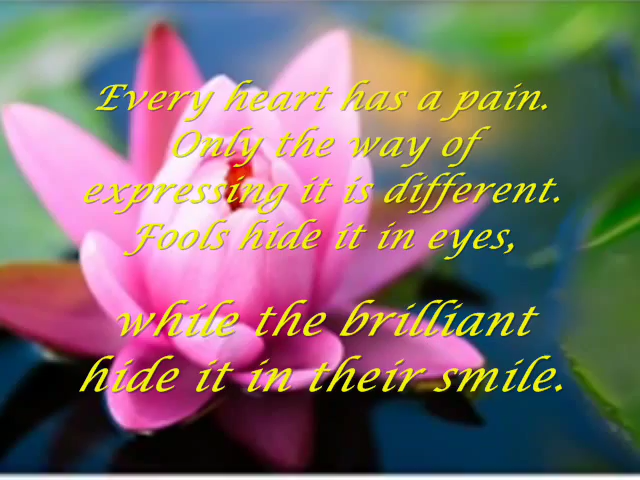 Every heart has a pain.
Only the way of
expressing it is different.
Fools hide it in eyes,
while the brilliant
hide it in their smile.